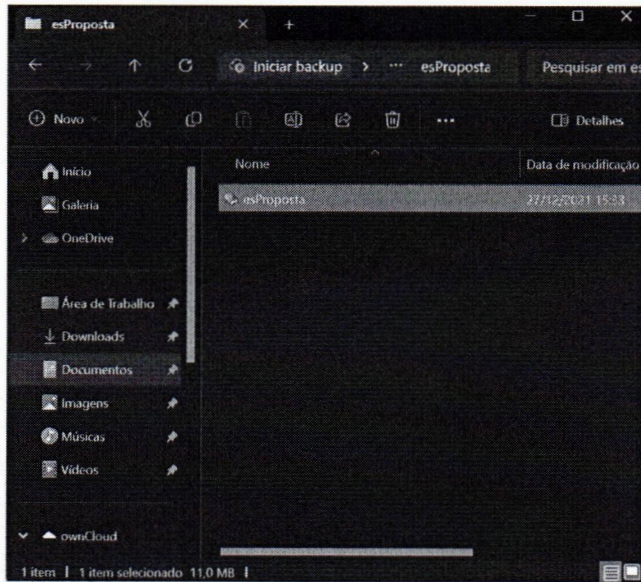 esProposta
Iniciar backup > ... esProposta Pesquisar em es
Novo ... Detalhes
Nome Data de modificação
Início
esProposta 27/12/2021 15:33
Galeria
OneDrive
Área de Trabalho
Downloads
Documentos
Imagens
Músicas
Vídeos
ownCloud
1 item 1 item selecionado 11,0 MB